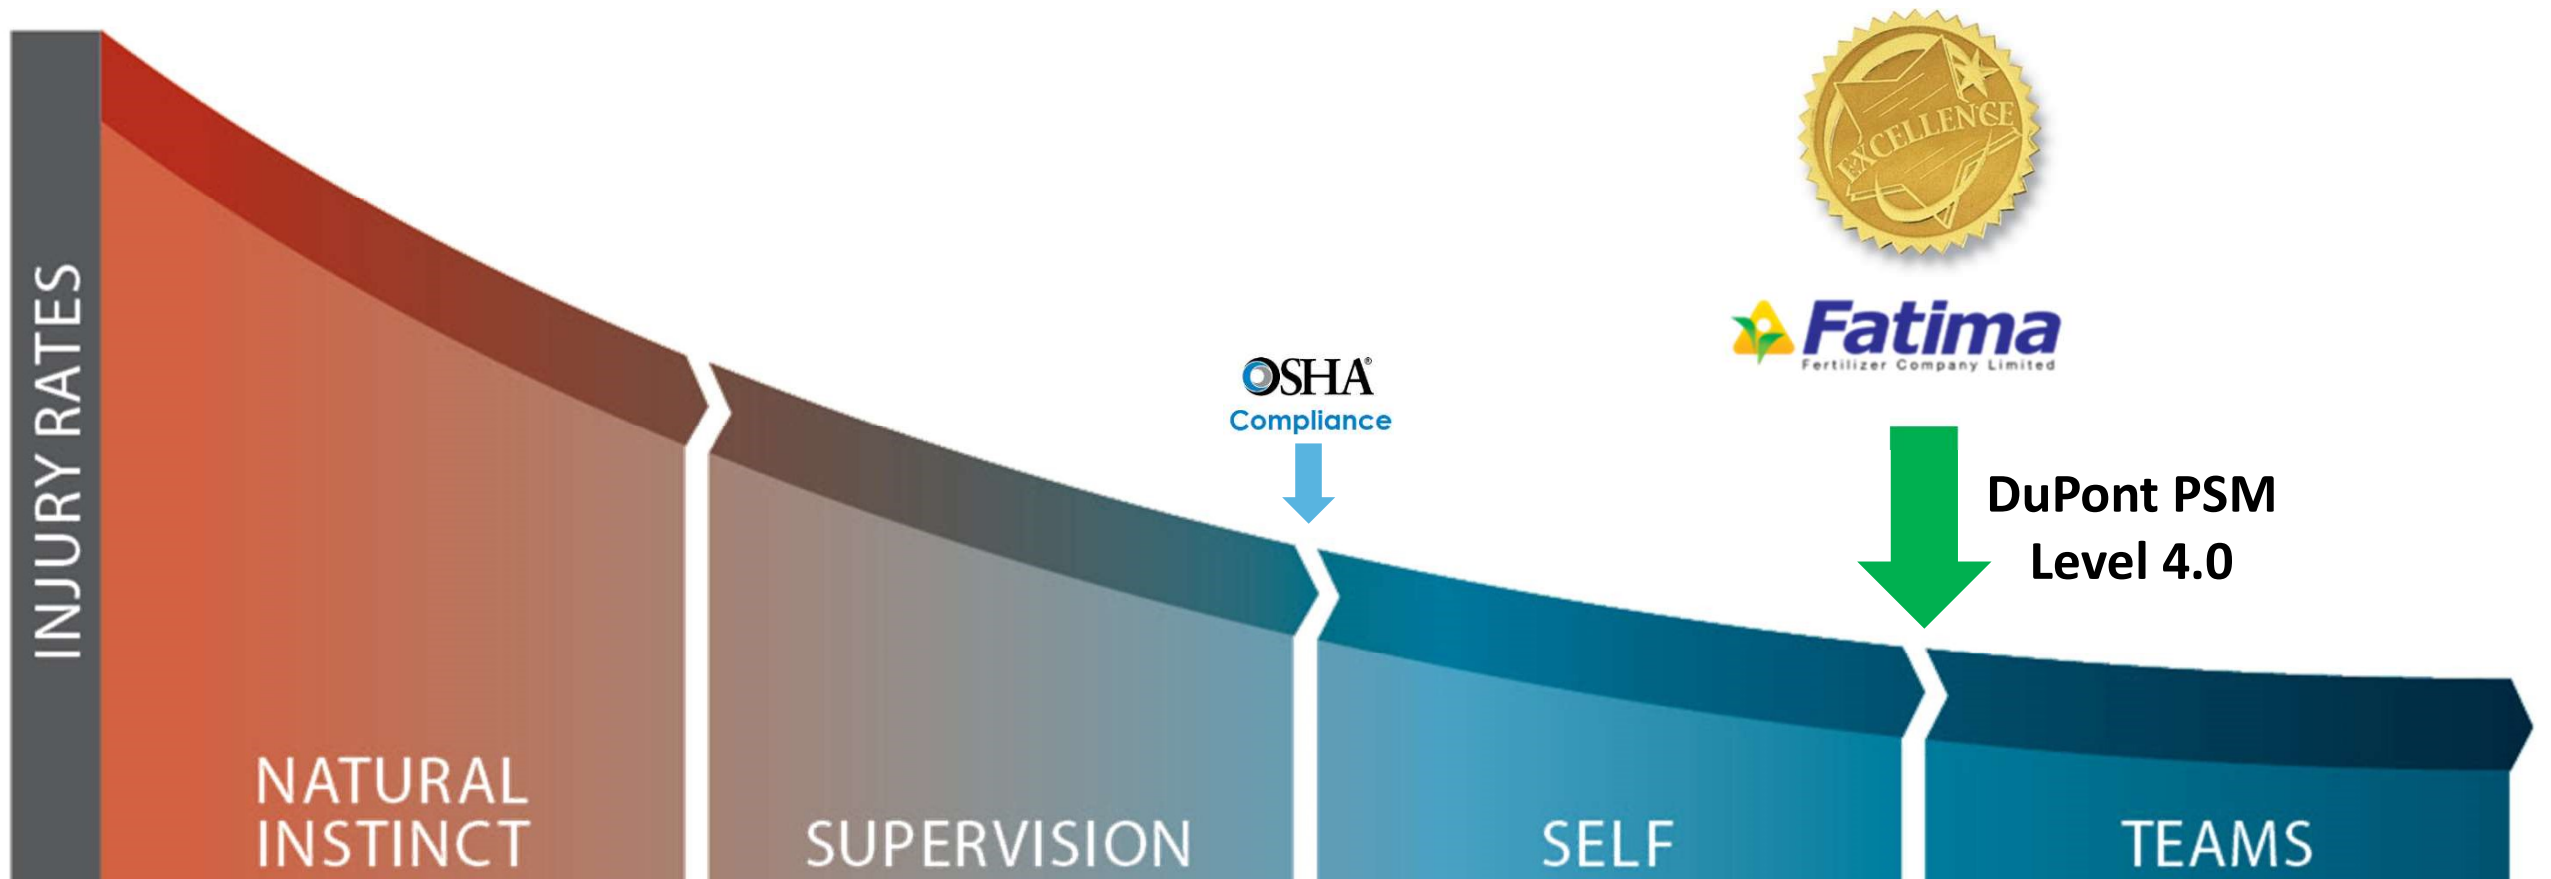 INJURY RATES
EXCELLENCE
Fatima
Fertilizer Company Limited
OSHA®
Compliance
DuPont PSM
Level 4.0
NATURAL
INSTINCT
SUPERVISION
SELF
TEAMS